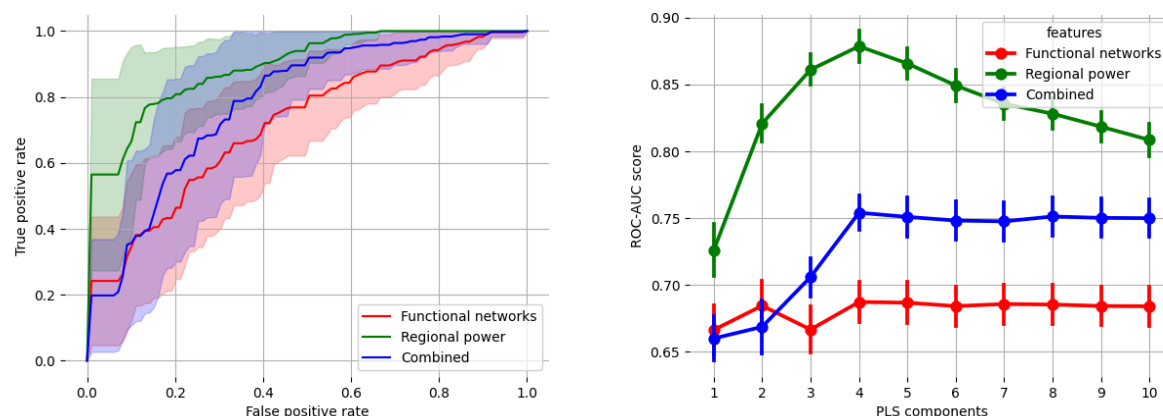 1.0
0.8
0.6
0.4
0.2
0.0
True positive rate
0.0 0.2 0.4 0.6 0.8 1.0
False positive rate
Functional networks
Regional power
Combined
0.90
0.85
0.80
0.75
0.70
0.65
ROC-AUC score
1 2 3 4 5 6 7 8 9 10
PLS components
features
Functional networks
Regional power
Combined